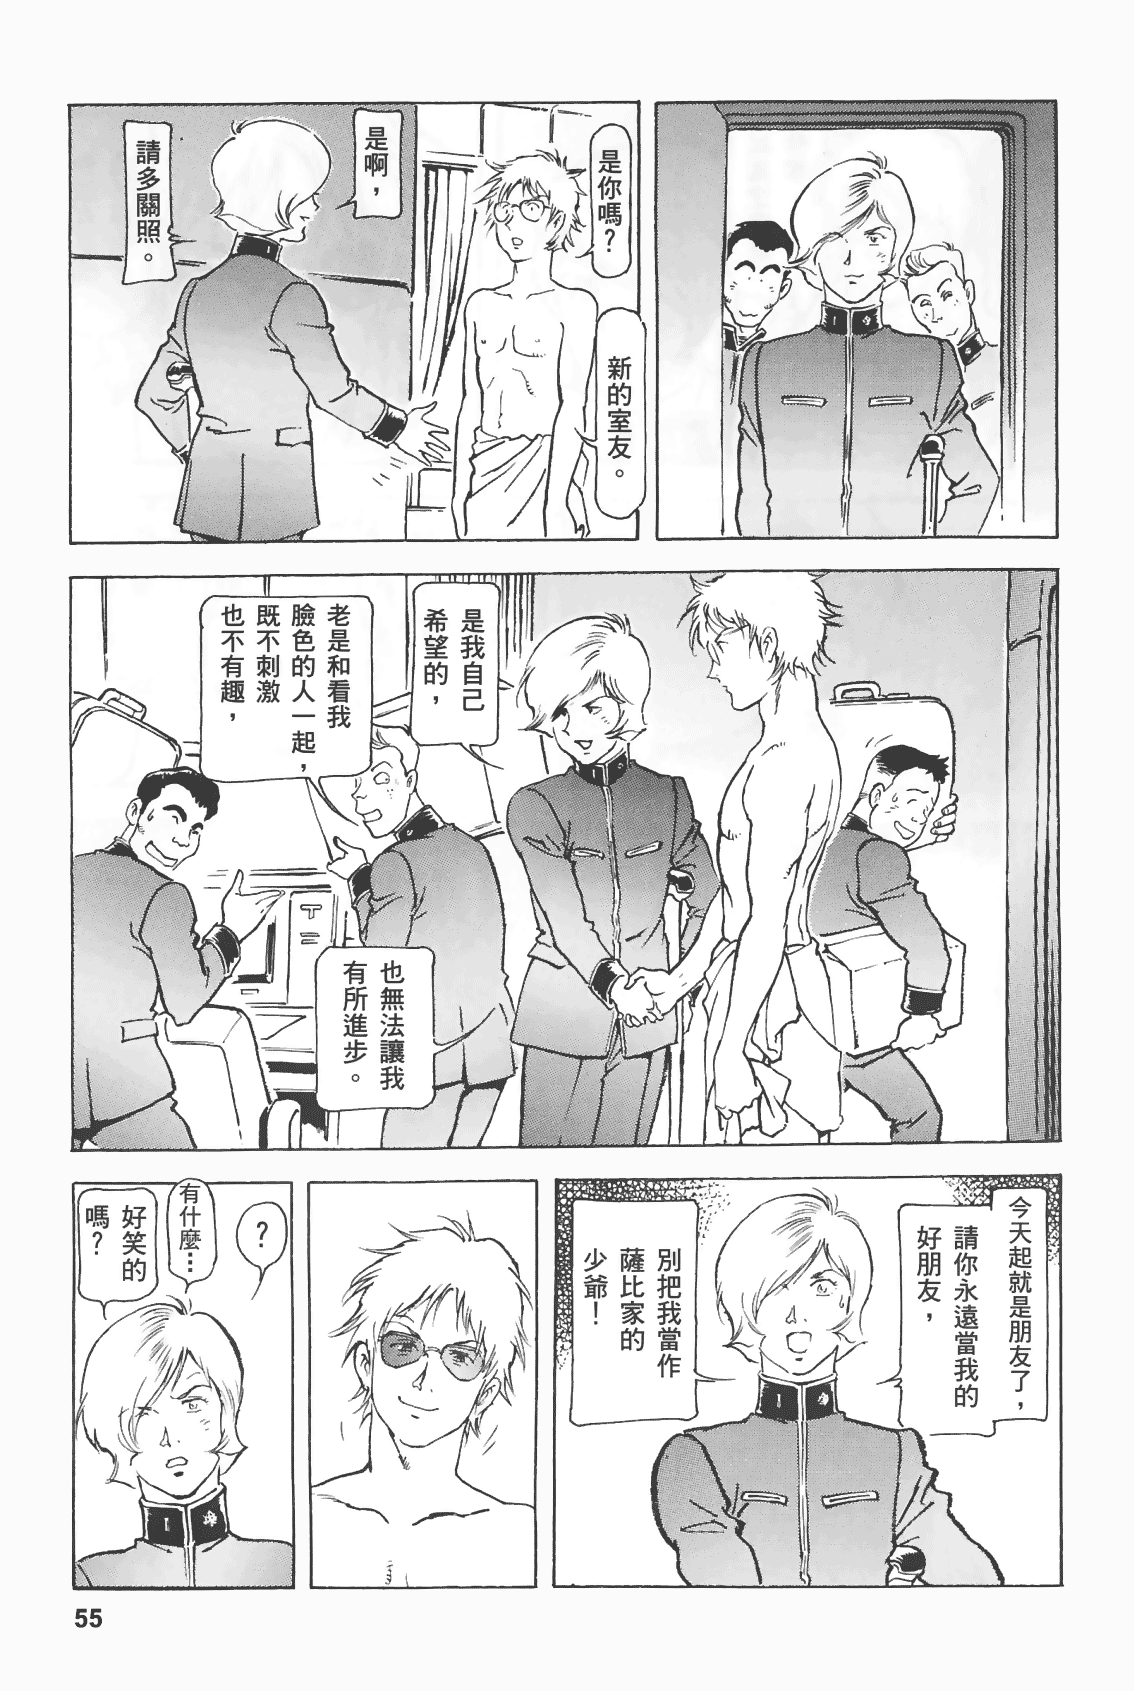 是你嗎？
新的室友。
是啊，
請多關照。
是我自己
希望的，
老是和看我
臉色的人一起，
既不刺激
也不有趣，
也無法讓我
有所進步。
TE
今天起就是朋友了，
請你永遠當我的
好朋友，
別把我當作
薩比家的
少爺！
？
有什麼…
好笑的
嗎？
55